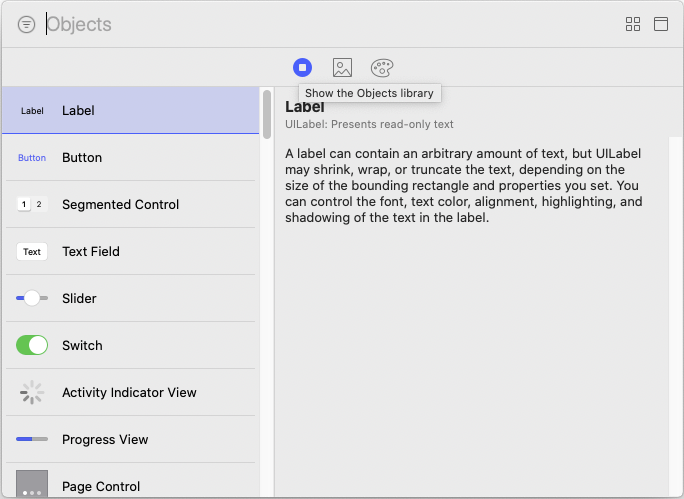 Objects
Show the Objects library
Label Label
Button Button
1 2 Segmented Control
Text Text Field
Slider
Switch
Activity Indicator View
Progress View
Page Control
Label
UILabel: Presents read-only text
A label can contain an arbitrary amount of text, but UILabel
may shrink, wrap, or truncate the text, depending on the
size of the bounding rectangle and properties you set. You
can control the font, text color, alignment, highlighting, and
shadowing of the text in the label.